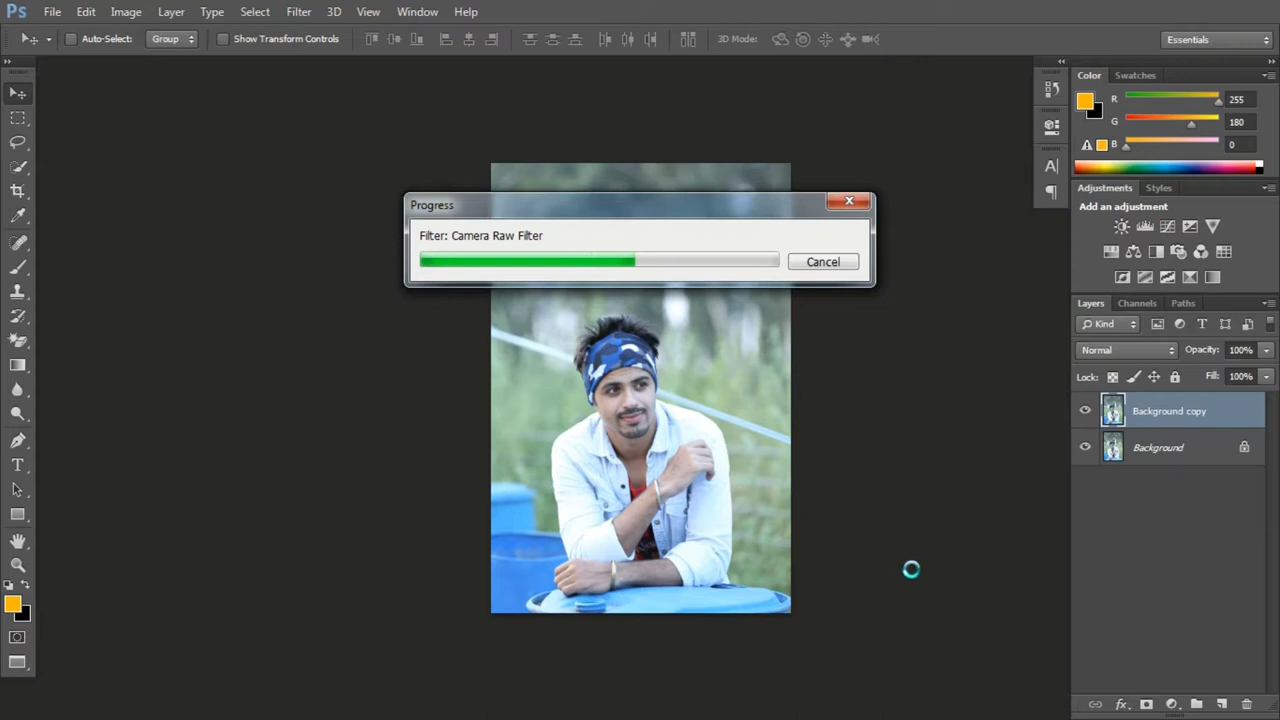 Ps File Edit Image Layer Type Select Filter 3D View Window Help
Auto-Select: Group Show Transform Controls 3D Mode: Essentials
Color Swatches
R 255
G 180
B 0
Adjustments Styles
Add an adjustment
Layers Channels Paths
Kind
Normal Opacity: 100%
Lock: Fill: 100%
Background copy
Background
Progress
Filter: Camera Raw Filter
Cancel